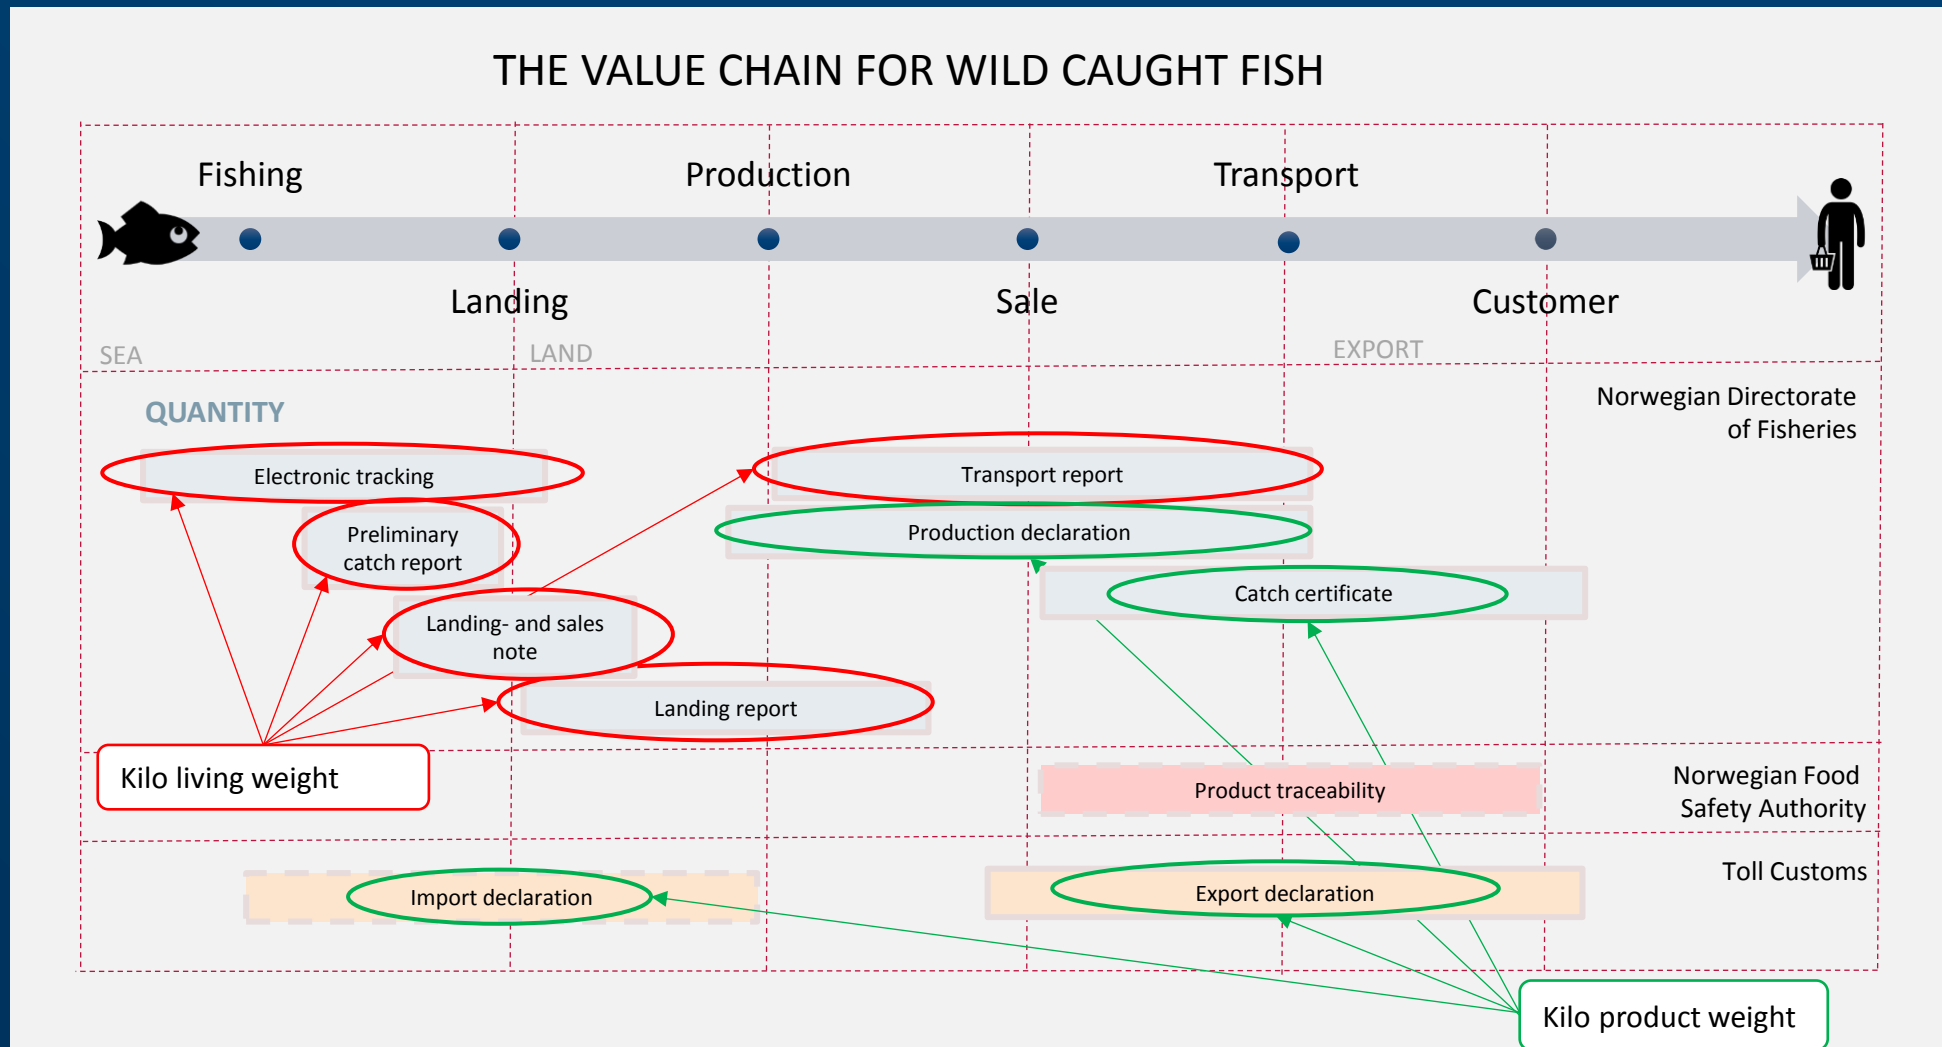 THE VALUE CHAIN FOR WILD CAUGHT FISH
Fishing
Production
Transport
Landing
Sale
Customer
SEA
LAND
EXPORT
QUANTITY
Norwegian Directorate
of Fisheries
Electronic tracking
Transport report
Preliminary
catch report
Production declaration
Catch certificate
Landing- and sales
note
Landing report
Kilo living weight
Product traceability
Norwegian Food
Safety Authority
Import declaration
Export declaration
Toll Customs
Kilo product weight